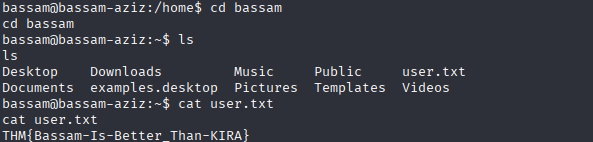 bassam@bassam-aziz:/home$ cd bassam
cd bassam
bassam@bassam-aziz:~$ ls
ls
Desktop    Downloads         Music     Public     user.txt
Documents  examples.desktop  Pictures  Templates  Videos
bassam@bassam-aziz:~$ cat user.txt
cat user.txt
THM{Bassam-Is-Better_Than-KIRA}